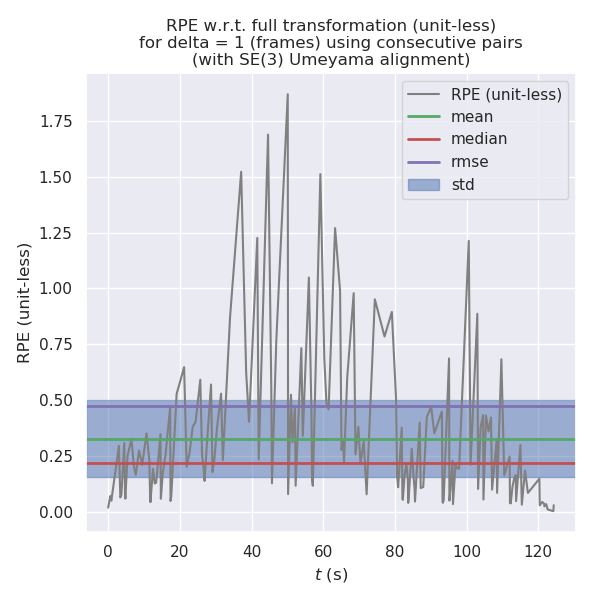 RPE w.r.t. full transformation (unit-less)
for delta = 1 (frames) using consecutive pairs
(with SE(3) Umeyama alignment)
RPE (unit-less)
mean
median
rmse
std
1.75
1.50
1.25
1.00
0.75
0.50
0.25
0.00
RPE (unit-less)
0 20 40 60 80 100 120
t (s)